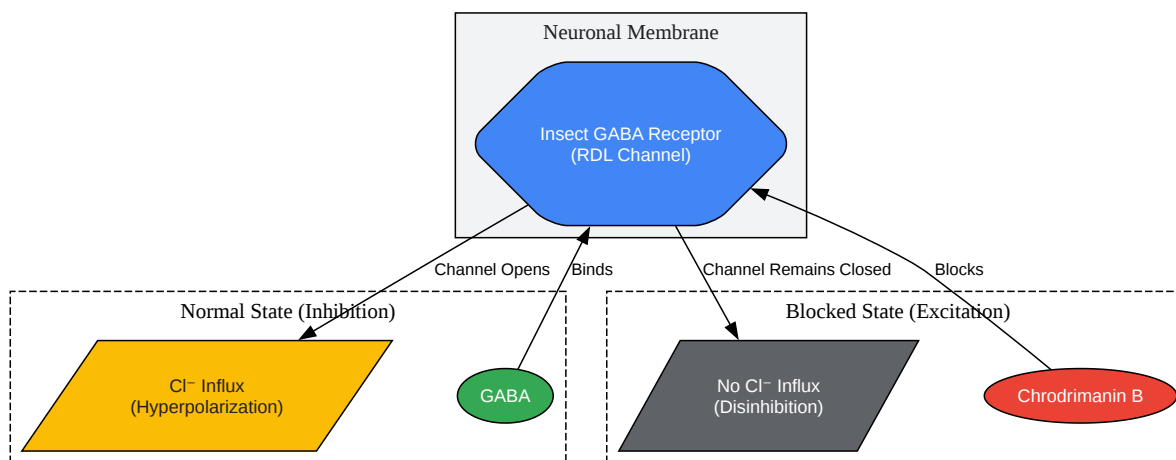 Neuronal Membrane
Insect GABA Receptor
(RDL Channel)
Channel Opens
Binds
Channel Remains Closed
Blocks
Normal State (Inhibition)
Blocked State (Excitation)
Cl⁻ Influx
(Hyperpolarization)
GABA
No Cl⁻ Influx
(Disinhibition)
Chrodrimanin B